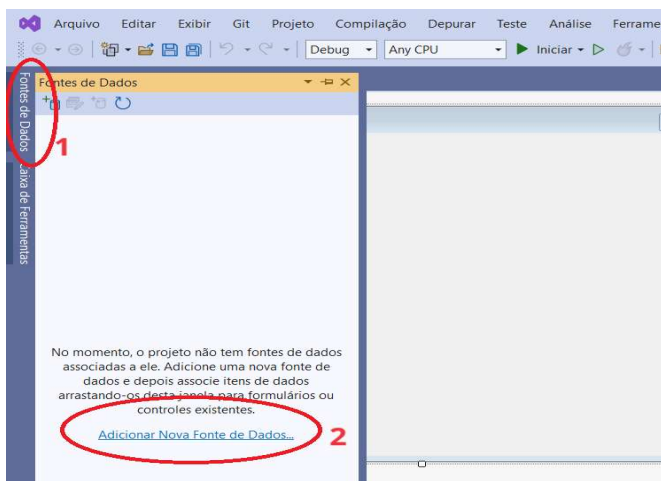 Arquivo Editar Exibir Git Projeto Compilação Depurar Teste Análise Ferrame
Debug Any CPU Iniciar
Fontes de Dados
Fontes de Dados
1
Caixa de Ferramentas
No momento, o projeto não tem fontes de dados
associadas a ele. Adicione uma nova fonte de
dados e depois associe itens de dados
arrastando-os desta janela para formulários ou
controles existentes.
Adicionar Nova Fonte de Dados...
2